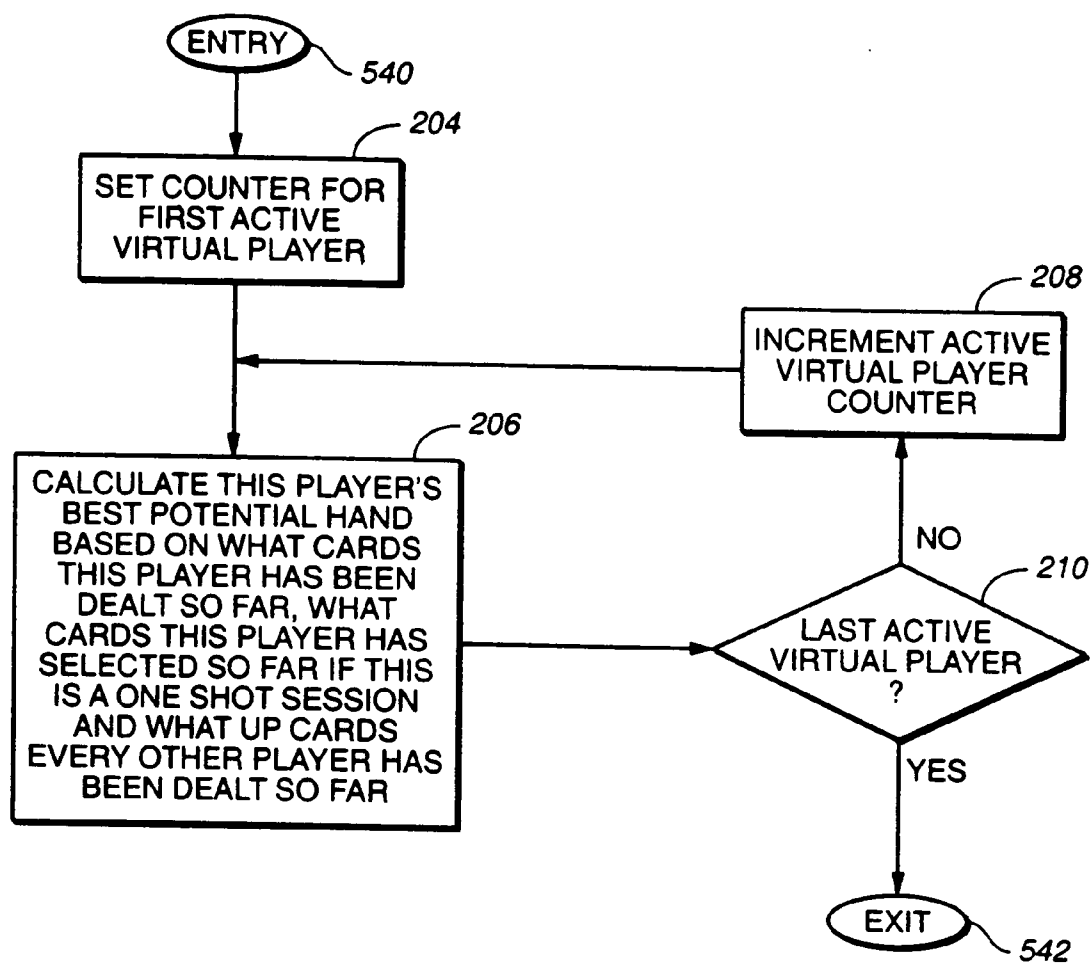 ENTRY
540
204
SET COUNTER FOR
FIRST ACTIVE
VIRTUAL PLAYER
208
INCREMENT ACTIVE
VIRTUAL PLAYER
COUNTER
206
CALCULATE THIS PLAYER'S
BEST POTENTIAL HAND
BASED ON WHAT CARDS
THIS PLAYER HAS BEEN
DEALT SO FAR, WHAT
CARDS THIS PLAYER HAS
SELECTED SO FAR IF THIS
IS A ONE SHOT SESSION
AND WHAT UP CARDS
EVERY OTHER PLAYER HAS
BEEN DEALT SO FAR
NO
210
LAST ACTIVE
VIRTUAL PLAYER
?
YES
EXIT
542